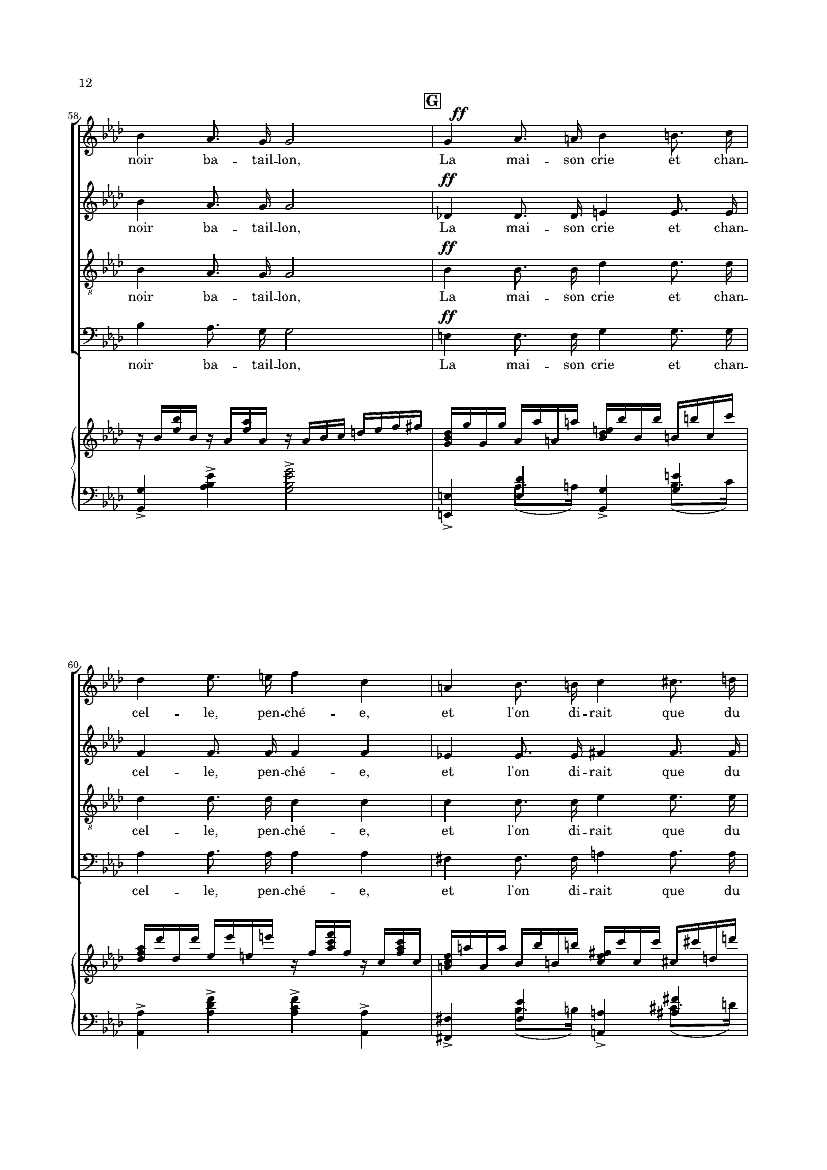 12
G
58
ff
noir ba - tail - lon, La mai - son crie et chan-
ff
noir ba - tail - lon, La mai - son crie et chan-
ff
noir ba - tail - lon, La mai - son crie et chan-
ff
noir ba - tail - lon, La mai - son crie et chan-
60
cel - le, pen - ché - e, et l'on di - rait que du
cel - le, pen - ché - e, et l'on di - rait que du
8
cel - le, pen - ché - e, et l'on di - rait que du
cel - le, pen - ché - e, et l'on di - rait que du